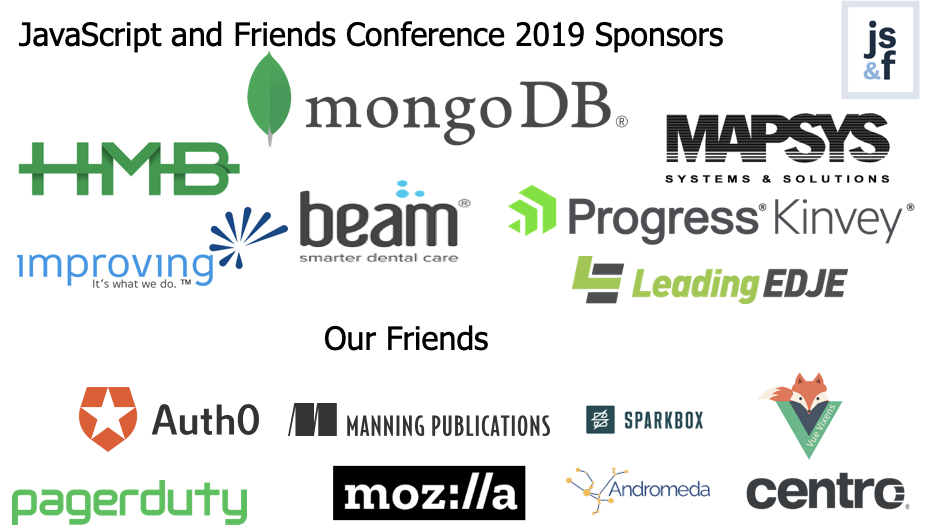 JavaScript and Friends Conference 2019 Sponsors
js
&f
mongoDB®
HMB
MAPSYS
SYSTEMS & SOLUTIONS
beam®
smarter dental care
Progress® Kinvey®
improving
It's what we do. ™
Leading EDJE
Our Friends
Auth0
MANNING PUBLICATIONS
SPARKBOX
Vue Vixens
pagerduty
moz://a
Andromeda
centro®